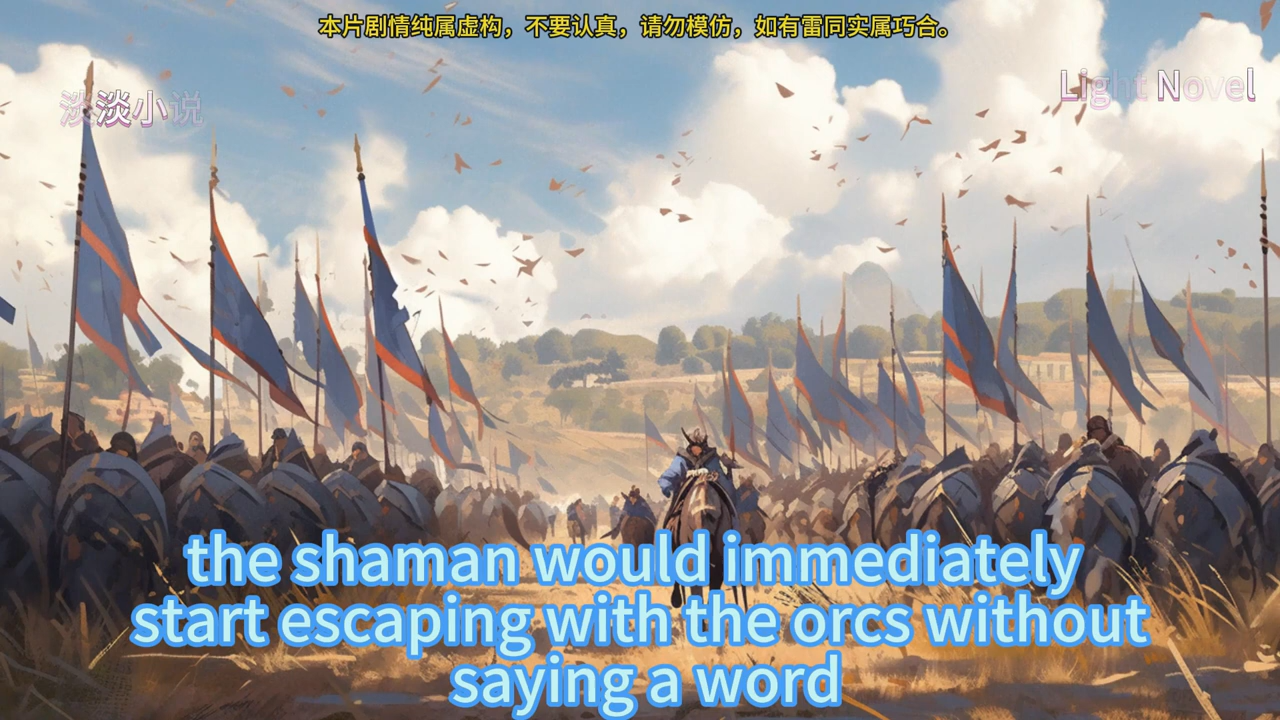 本片剧情纯属虚构，不要认真，请勿模仿，如有雷同实属巧合。
淡淡小说
Light Novel
the shaman would immediately
start escaping with the orcs without
saying a word